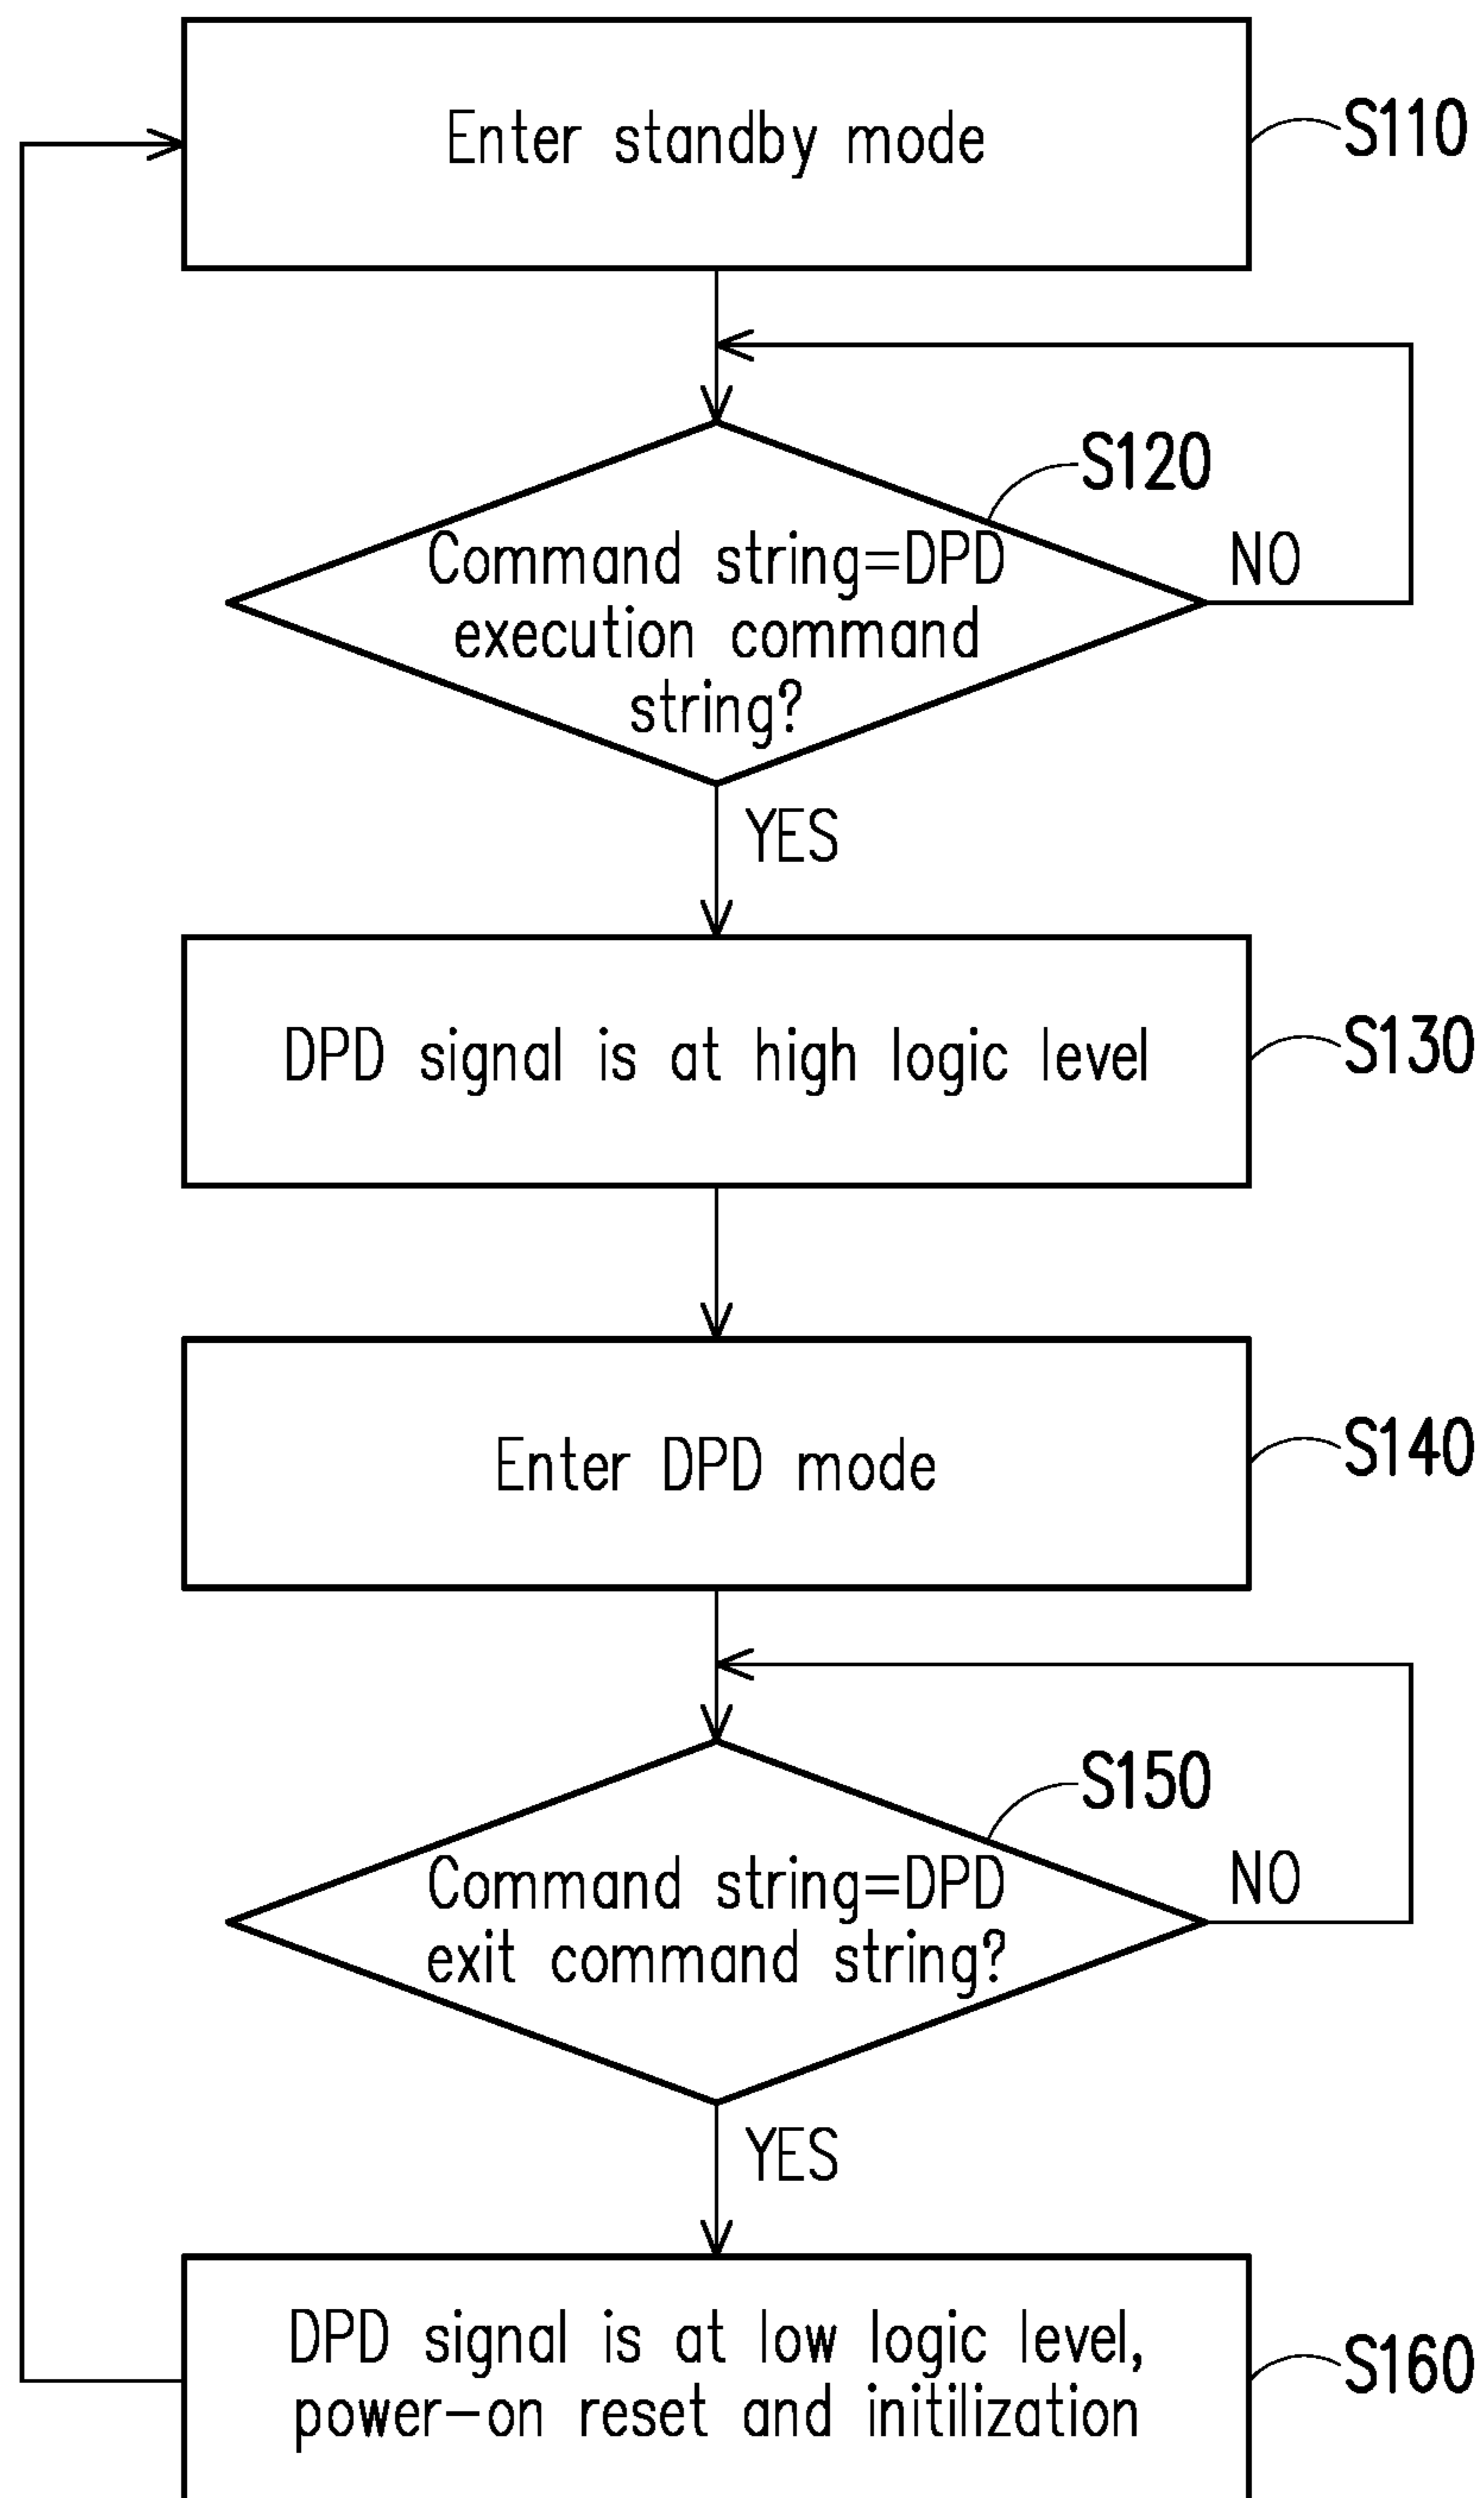 Enter standby mode
S110
S120
Command string=DPD
execution command
string?
NO
YES
DPD signal is at high logic level
S130
Enter DPD mode
S140
S150
Command string=DPD
exit command string?
NO
YES
DPD signal is at low logic level,
power-on reset and initilization
S160